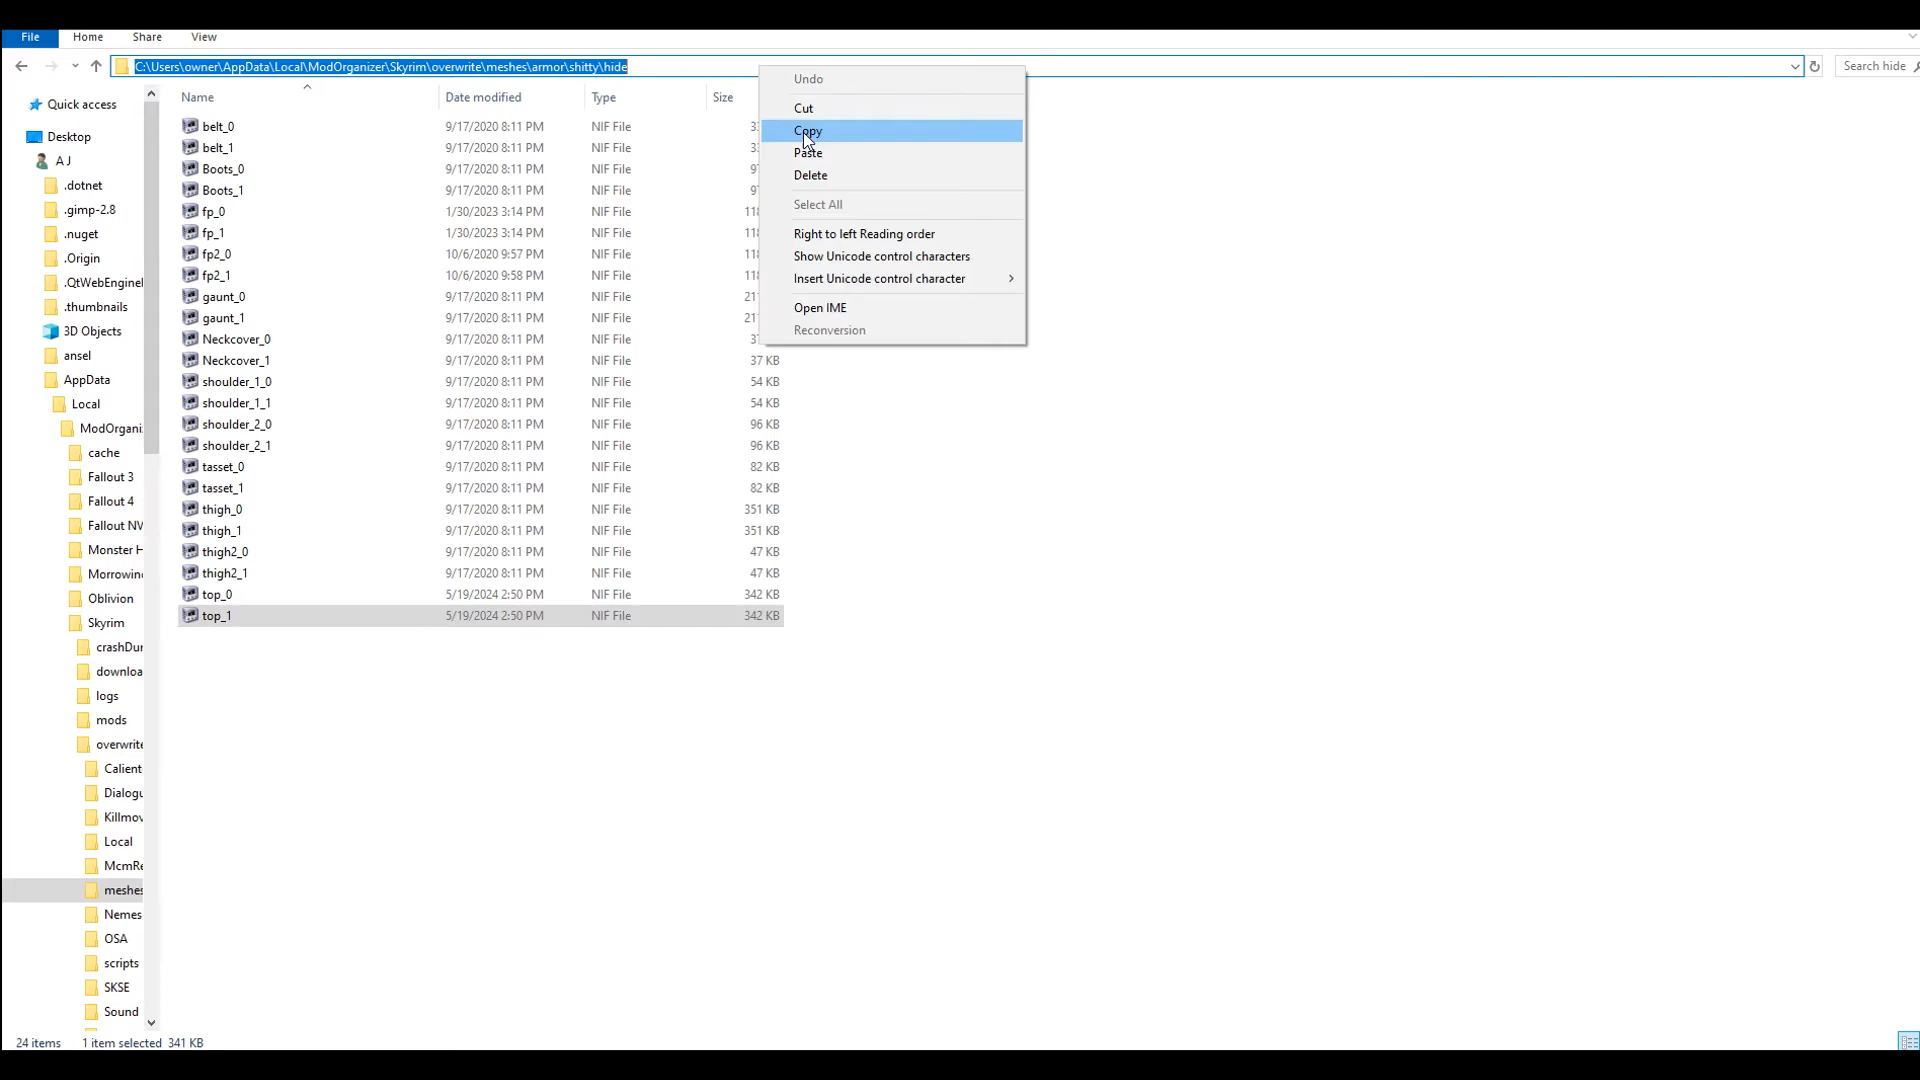 File Home Share View
C:\Users\owner\AppData\Local\ModOrganizer\Skyrim\overwrite\meshes\armor\shitty\hide
Search hide
Name Date modified Type Size
belt_0 9/17/2020 8:11 PM NIF File
belt_1 9/17/2020 8:11 PM NIF File
Boots_0 9/17/2020 8:11 PM NIF File
Boots_1 9/17/2020 8:11 PM NIF File
fp_0 1/30/2023 3:14 PM NIF File
fp_1 1/30/2023 3:14 PM NIF File
fp2_0 10/6/2020 9:57 PM NIF File
fp2_1 10/6/2020 9:58 PM NIF File
gaunt_0 9/17/2020 8:11 PM NIF File
gaunt_1 9/17/2020 8:11 PM NIF File
Neckcover_0 9/17/2020 8:11 PM NIF File
Neckcover_1 9/17/2020 8:11 PM NIF File 37 KB
shoulder_1_0 9/17/2020 8:11 PM NIF File 54 KB
shoulder_1_1 9/17/2020 8:11 PM NIF File 54 KB
shoulder_2_0 9/17/2020 8:11 PM NIF File 96 KB
shoulder_2_1 9/17/2020 8:11 PM NIF File 96 KB
tasset_0 9/17/2020 8:11 PM NIF File 82 KB
tasset_1 9/17/2020 8:11 PM NIF File 82 KB
thigh_0 9/17/2020 8:11 PM NIF File 351 KB
thigh_1 9/17/2020 8:11 PM NIF File 351 KB
thigh2_0 9/17/2020 8:11 PM NIF File 47 KB
thigh2_1 9/17/2020 8:11 PM NIF File 47 KB
top_0 5/19/2024 2:50 PM NIF File 342 KB
top_1 5/19/2024 2:50 PM NIF File 342 KB
Undo
Cut
Copy
Paste
Delete
Select All
Right to left Reading order
Show Unicode control characters
Insert Unicode control character
Open IME
Reconversion
Quick access
Desktop
A J
.dotnet
.gimp-2.8
.nuget
.Origin
.QtWebEngineI
.thumbnails
3D Objects
ansel
AppData
Local
ModOrgani
cache
Fallout 3
Fallout 4
Fallout NV
Monster H
Morrowin
Oblivion
Skyrim
crashDu
downloa
logs
mods
overwrite
Calient
Dialogu
Killmov
Local
McmRe
meshes
Nemes
OSA
scripts
SKSE
Sound
24 items 1 item selected 341 KB